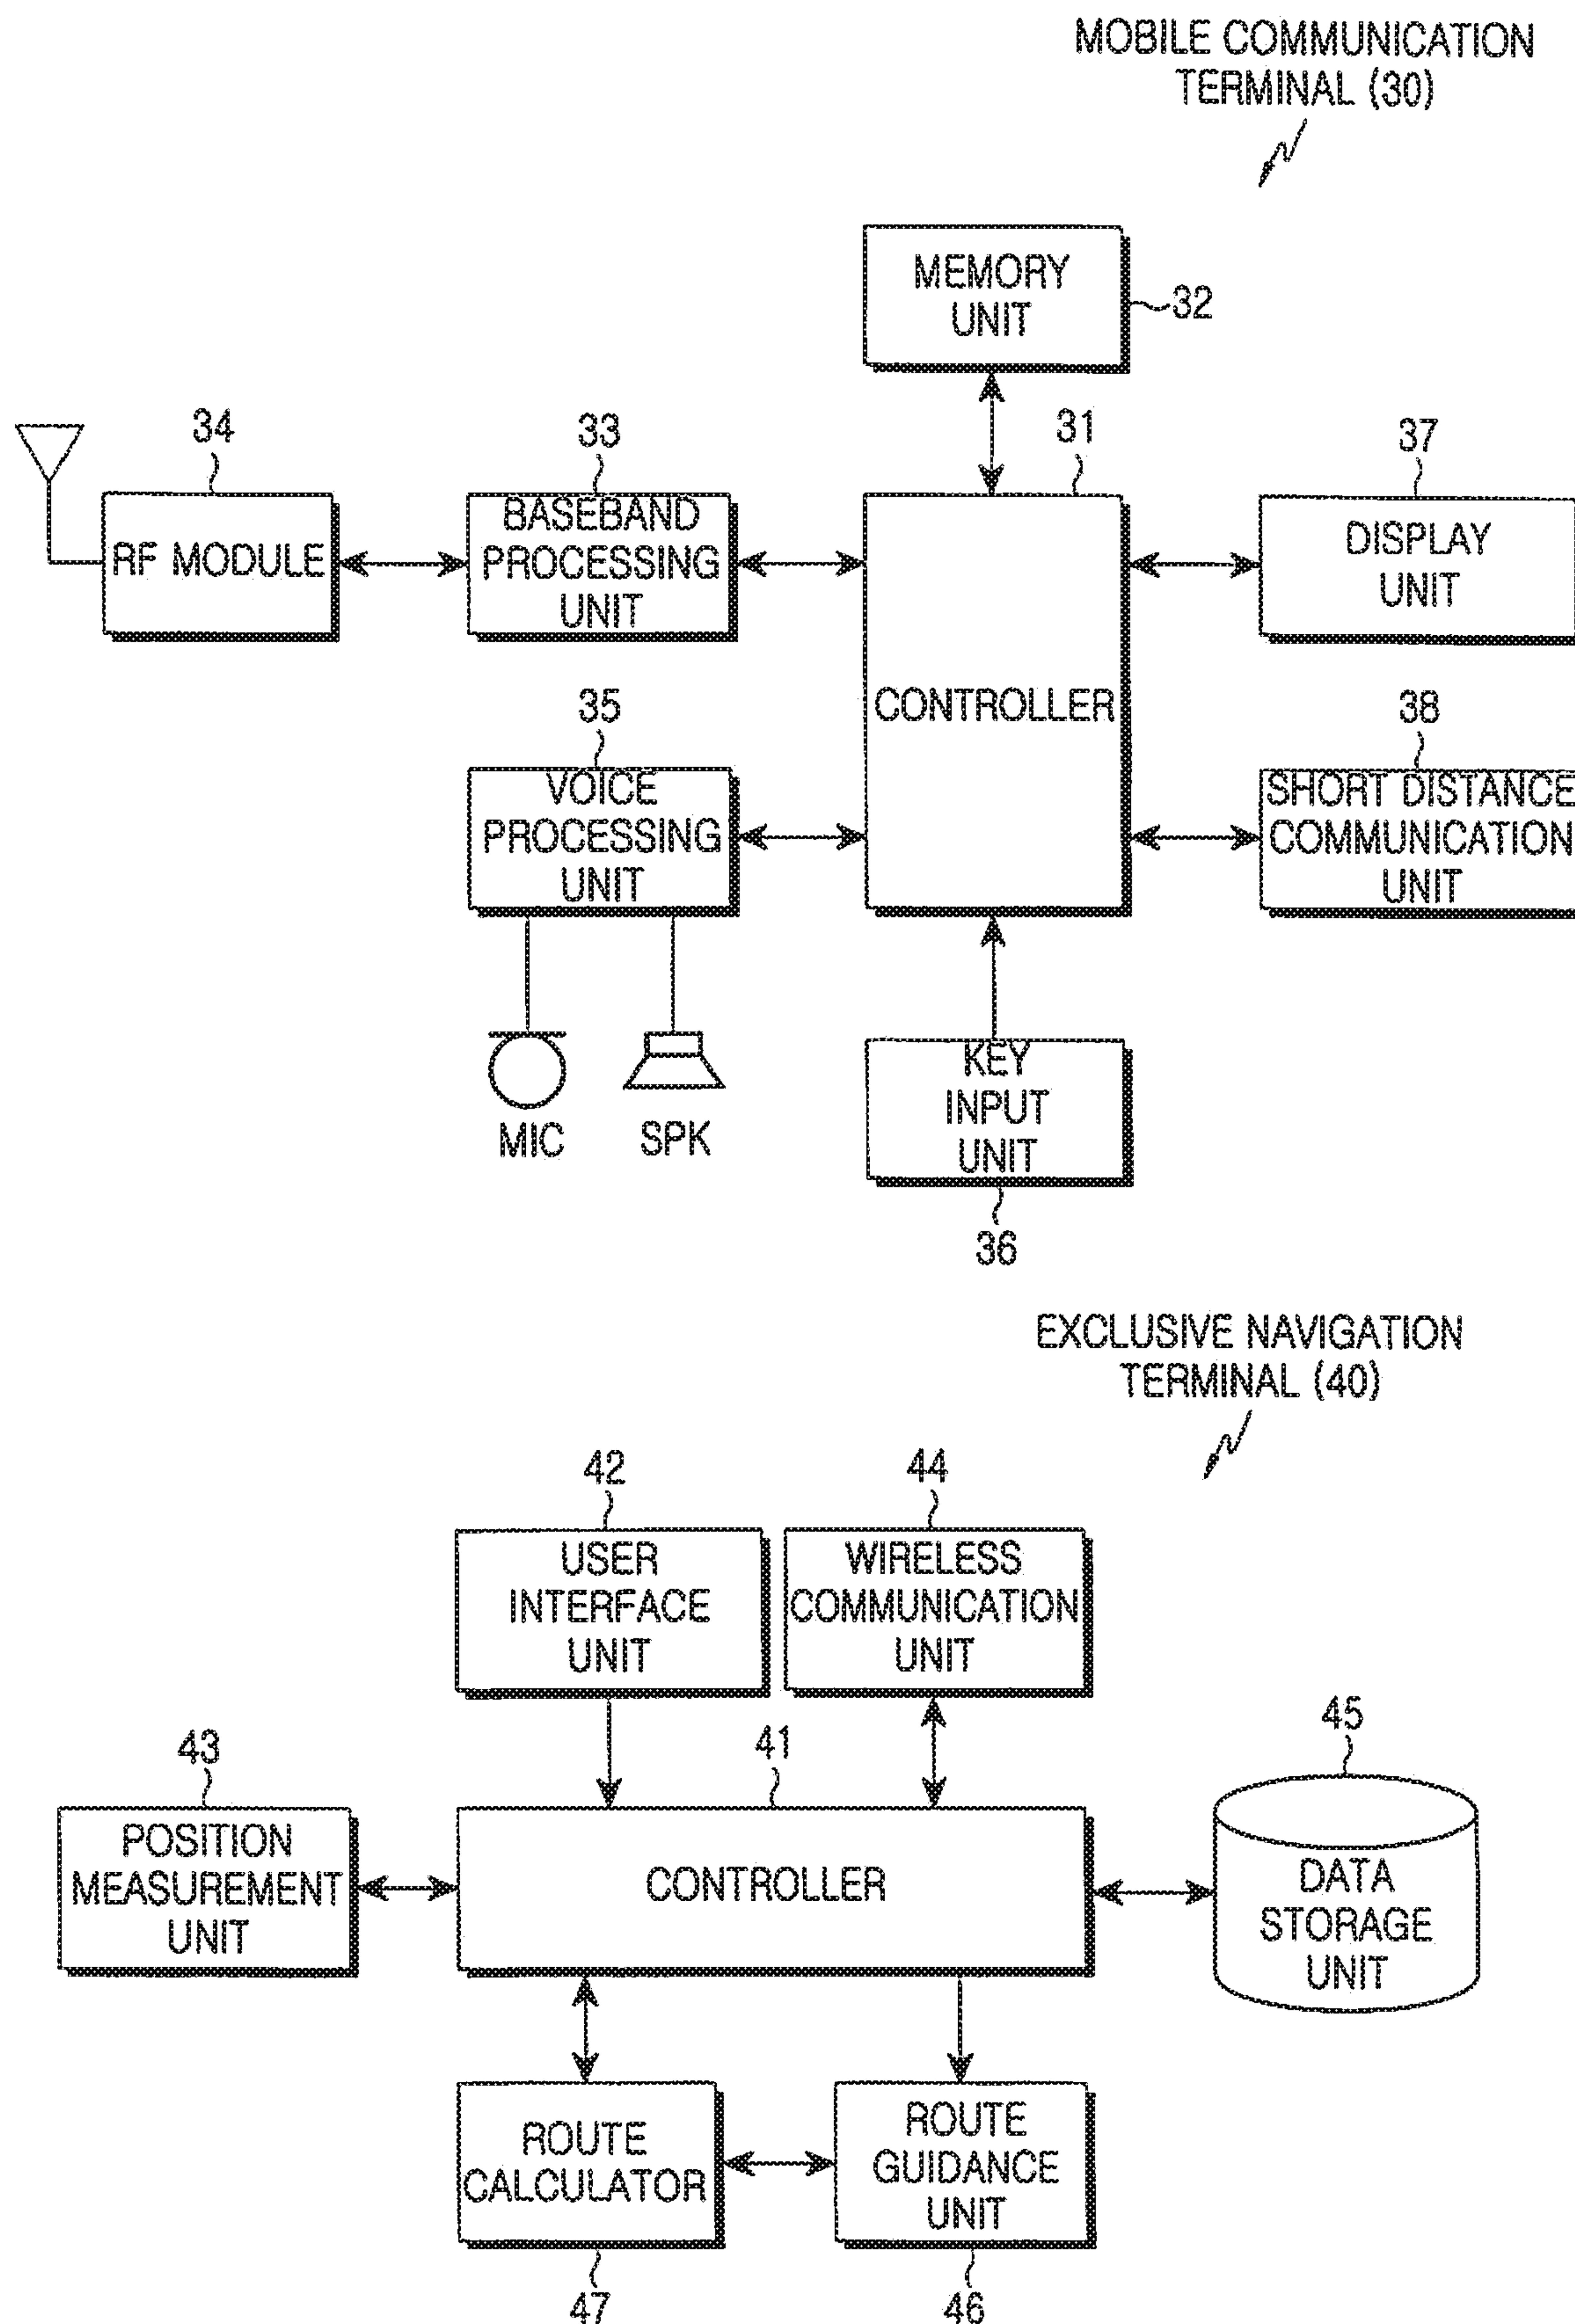 MOBILE COMMUNICATION
TERMINAL (30)
MEMORY
UNIT
32
34
33
31
37
RF MODULE
BASEBAND
PROCESSING
UNIT
DISPLAY
UNIT
CONTROLLER
35
38
VOICE
PROCESSING
UNIT
SHORT DISTANCE
COMMUNICATION
UNIT
MIC
SPK
KEY
INPUT
UNIT
36
EXCLUSIVE NAVIGATION
TERMINAL (40)
42
44
USER
INTERFACE
UNIT
WIRELESS
COMMUNICATION
UNIT
43
41
45
POSITION
MEASUREMENT
UNIT
CONTROLLER
DATA
STORAGE
UNIT
ROUTE
CALCULATOR
ROUTE
GUIDANCE
UNIT
47
46